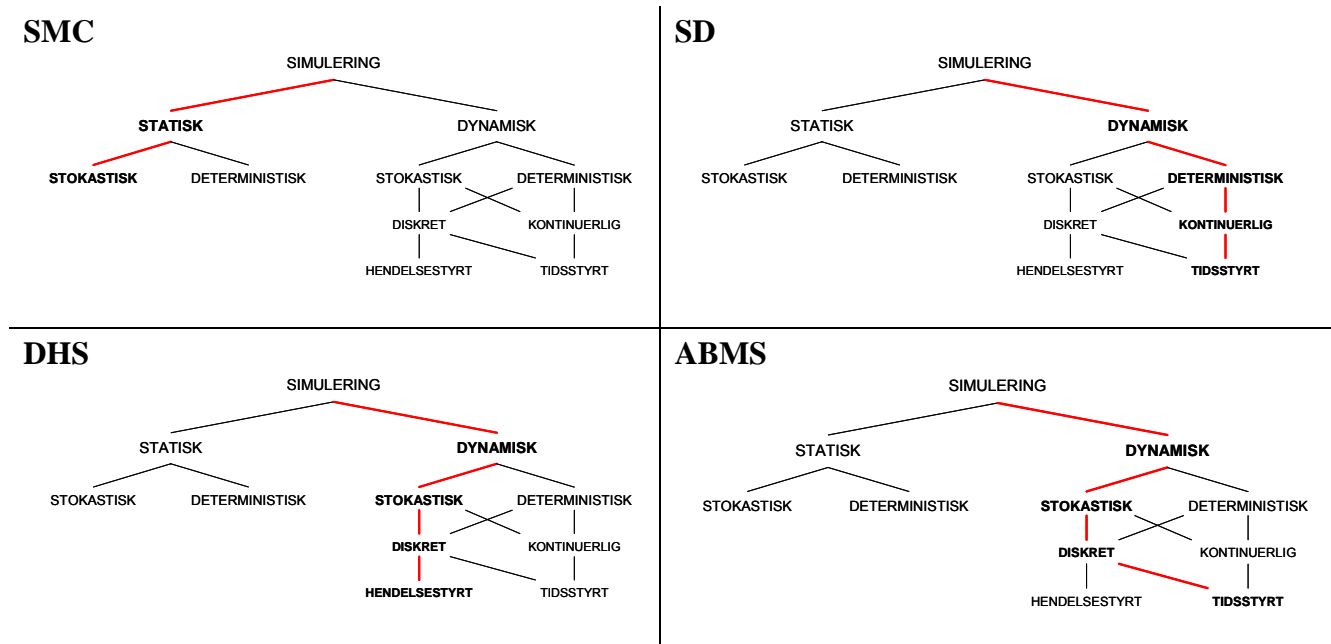 SMC
SIMULERING
STATISK DYNAMISK
STOKASTISK DETERMINISTISK STOKASTISK DETERMINISTISK
DISKRET KONTINUERLIG
HENDELSESTYRT TIDSSTYRT
SD
SIMULERING
STATISK DYNAMISK
STOKASTISK DETERMINISTISK STOKASTISK DETERMINISTISK
DISKRET KONTINUERLIG
HENDELSESTYRT TIDSSTYRT
DHS
SIMULERING
STATISK DYNAMISK
STOKASTISK DETERMINISTISK STOKASTISK DETERMINISTISK
DISKRET KONTINUERLIG
HENDELSESTYRT TIDSSTYRT
ABMS
SIMULERING
STATISK DYNAMISK
STOKASTISK DETERMINISTISK STOKASTISK DETERMINISTISK
DISKRET KONTINUERLIG
HENDELSESTYRT TIDSSTYRT